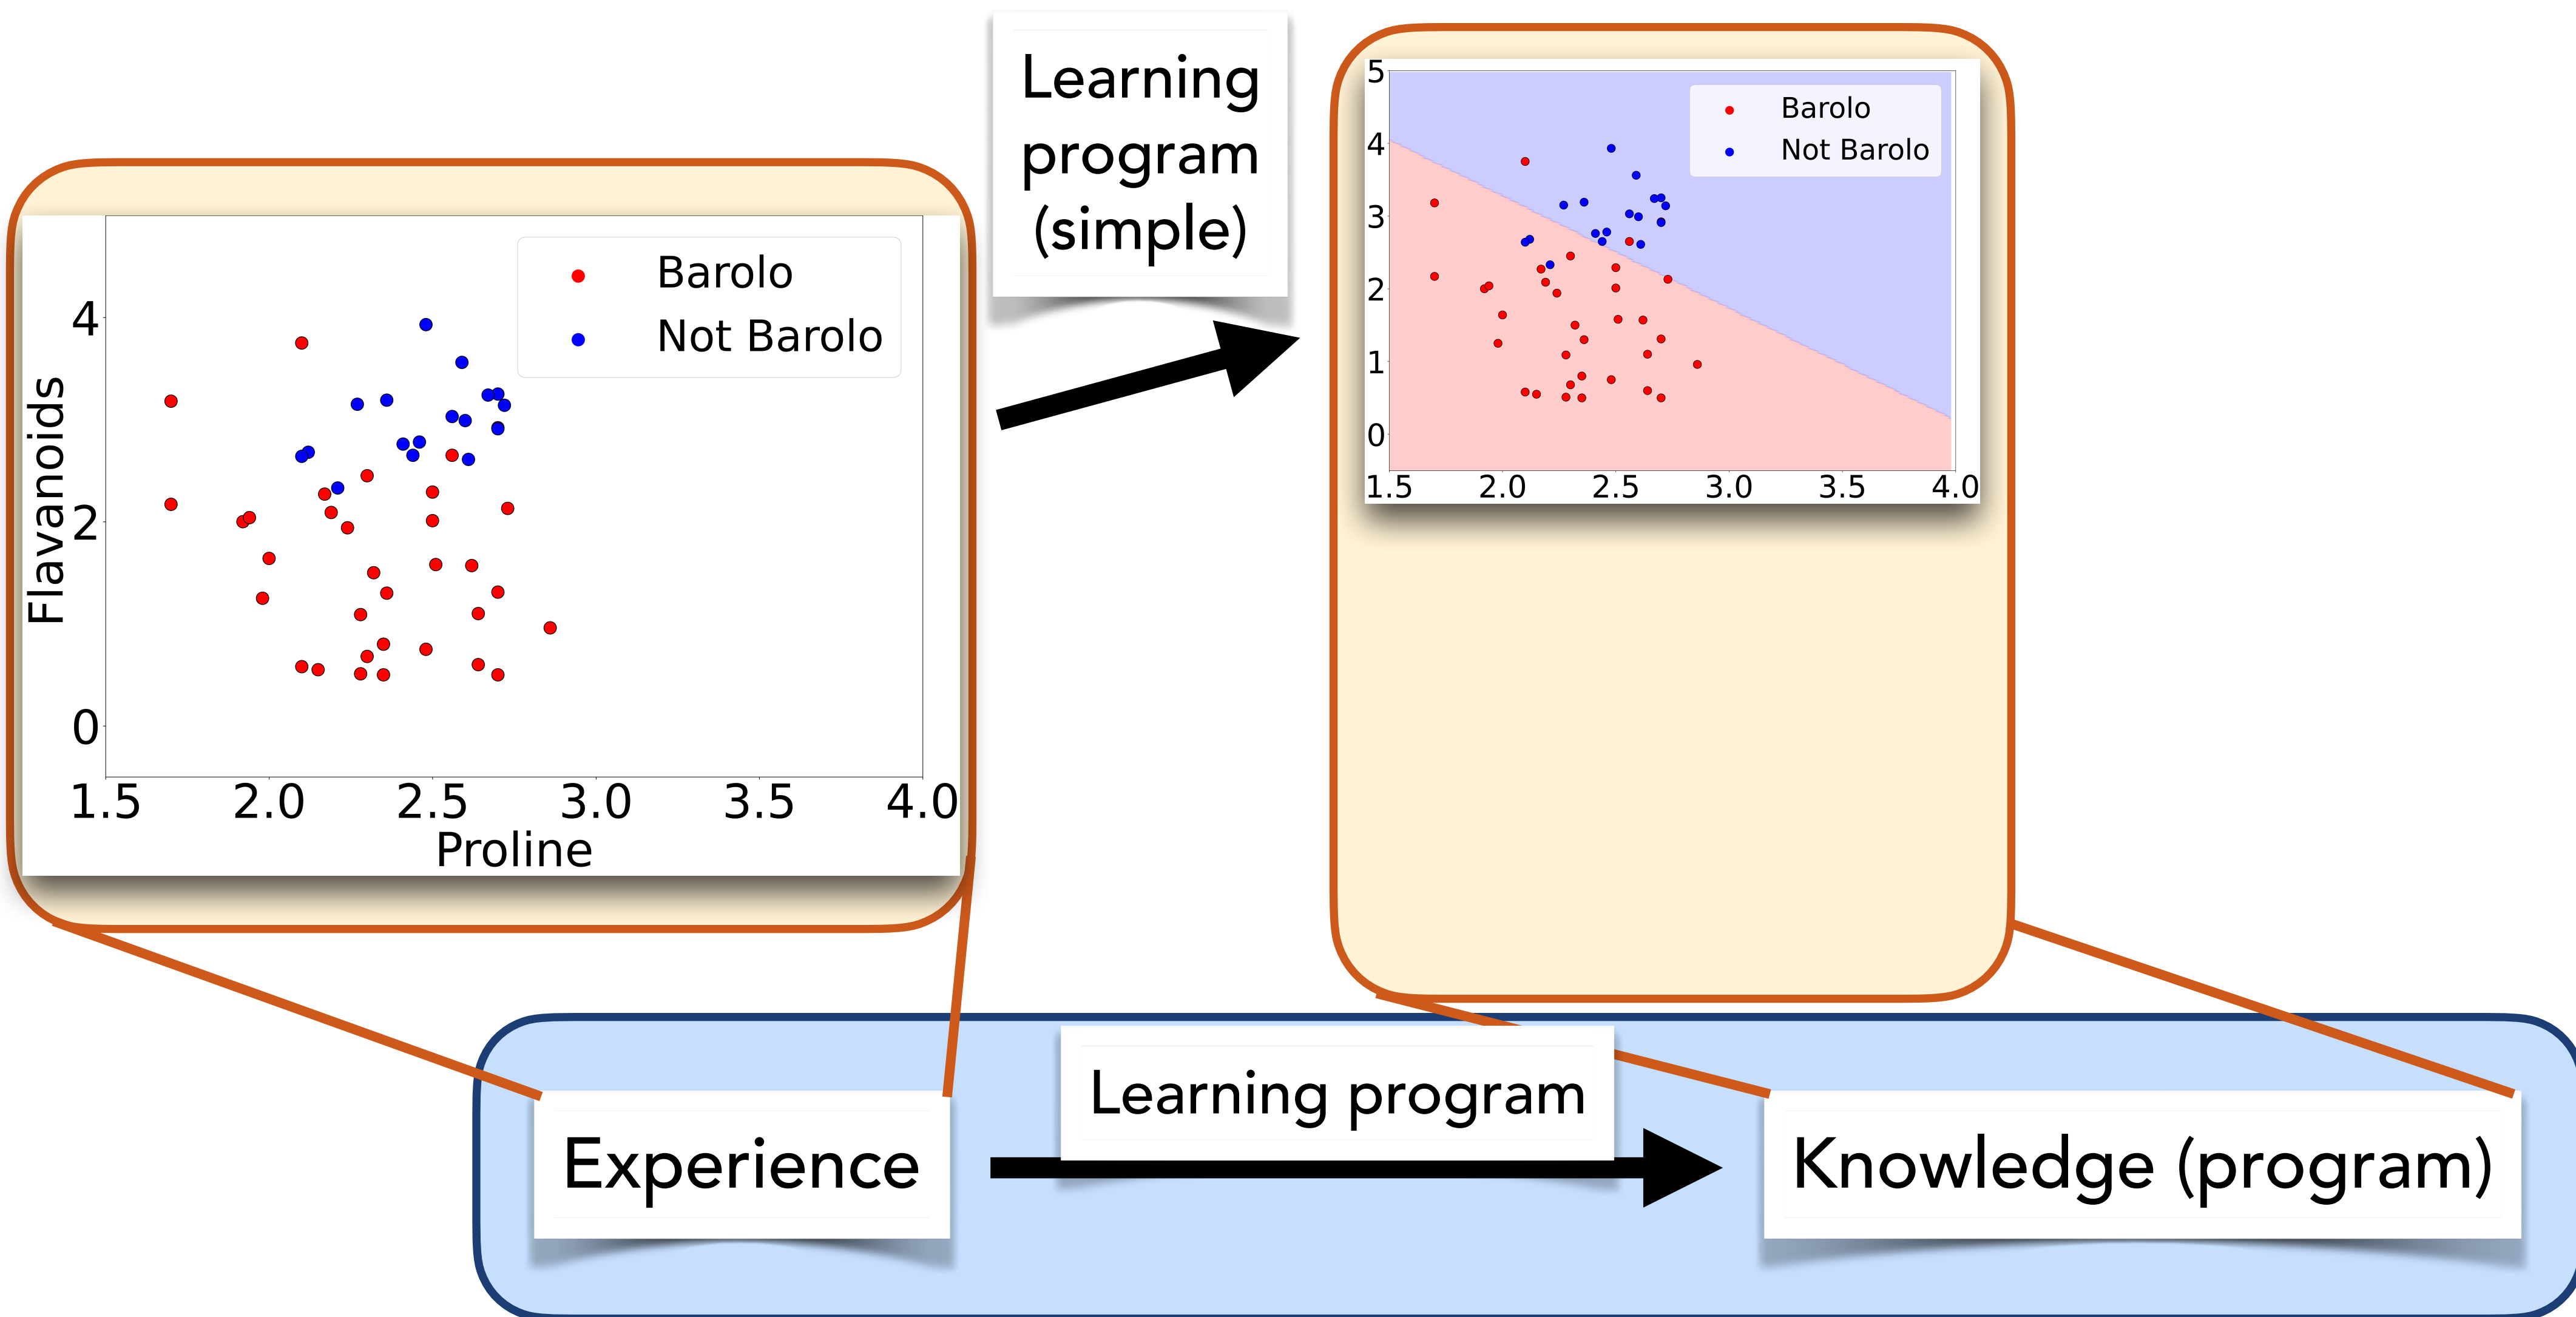 Learning
program
(simple)
Barolo
Not Barolo
4
2
0
Flavanoids
1.5 2.0 2.5 3.0 3.5 4.0
Proline
5
4
3
2
1
0
Barolo
Not Barolo
1.5 2.0 2.5 3.0 3.5 4.0
Learning program
Experience
Knowledge (program)